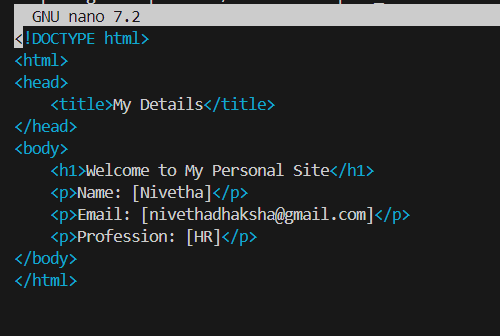 GNU nano 7.2
<!DOCTYPE html>
<html>
<head>
    <title>My Details</title>
</head>
<body>
    <h1>Welcome to My Personal Site</h1>
    <p>Name: [Nivetha]</p>
    <p>Email: [nivethadhaksha@gmail.com]</p>
    <p>Profession: [HR]</p>
</body>
</html>